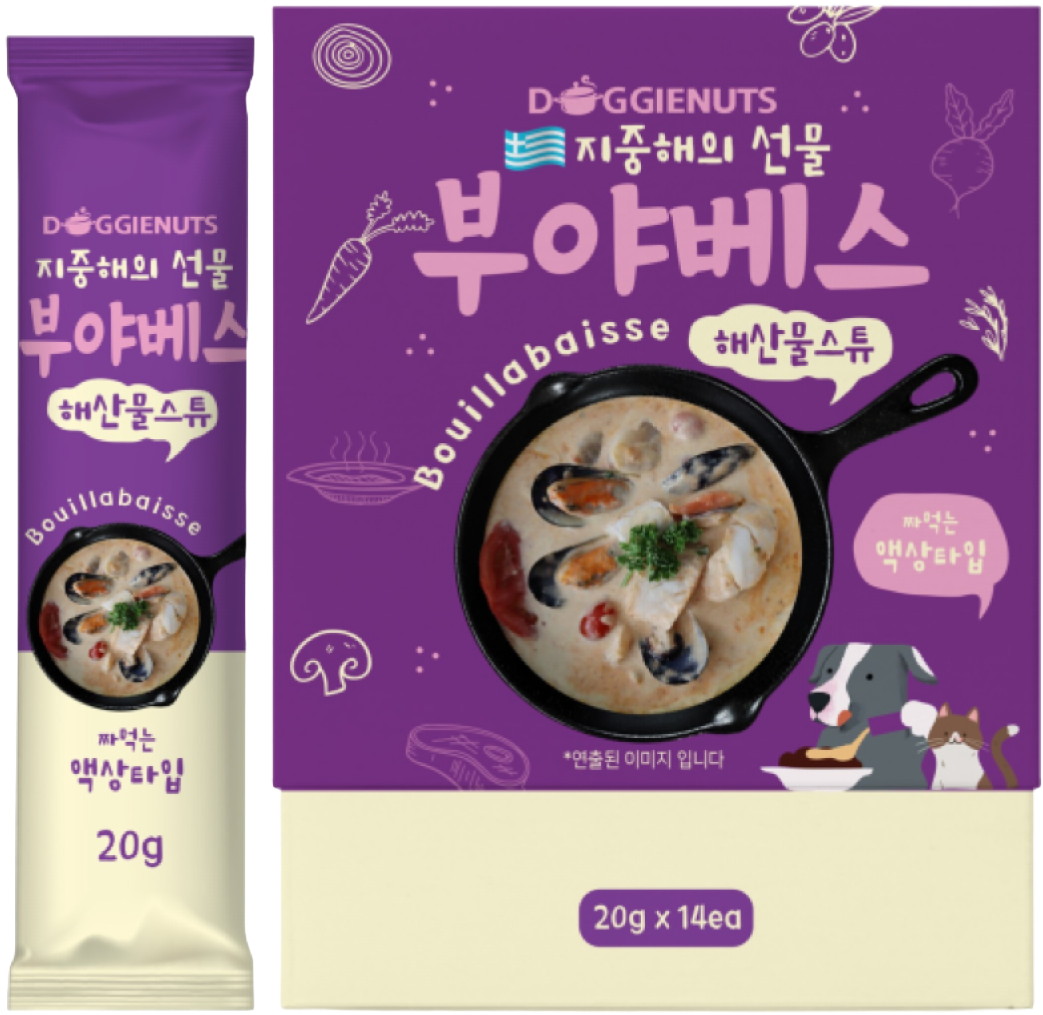 DOGGIENUTS
지중해의 선물
부야베스
해산물스튜
Bouillabaisse
짜먹는
액상타입
20g
DOGGIENUTS
지중해의 선물
부야베스
해산물스튜
Bouillabaisse
짜먹는
액상타입
*연출된 이미지 입니다
20g x 14ea